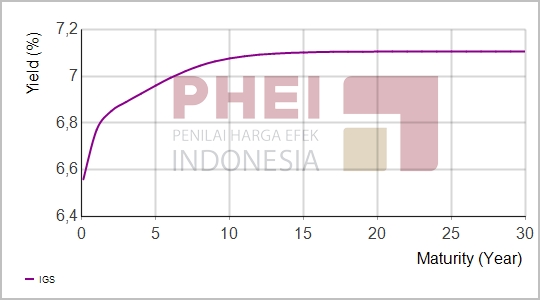 Yield (%)
7,2
7
6,8
6,6
6,4
PHEI
PENILAI HARGA EFEK
INDONESIA
0
5
10
15
20
25
30
Maturity (Year)
IGS